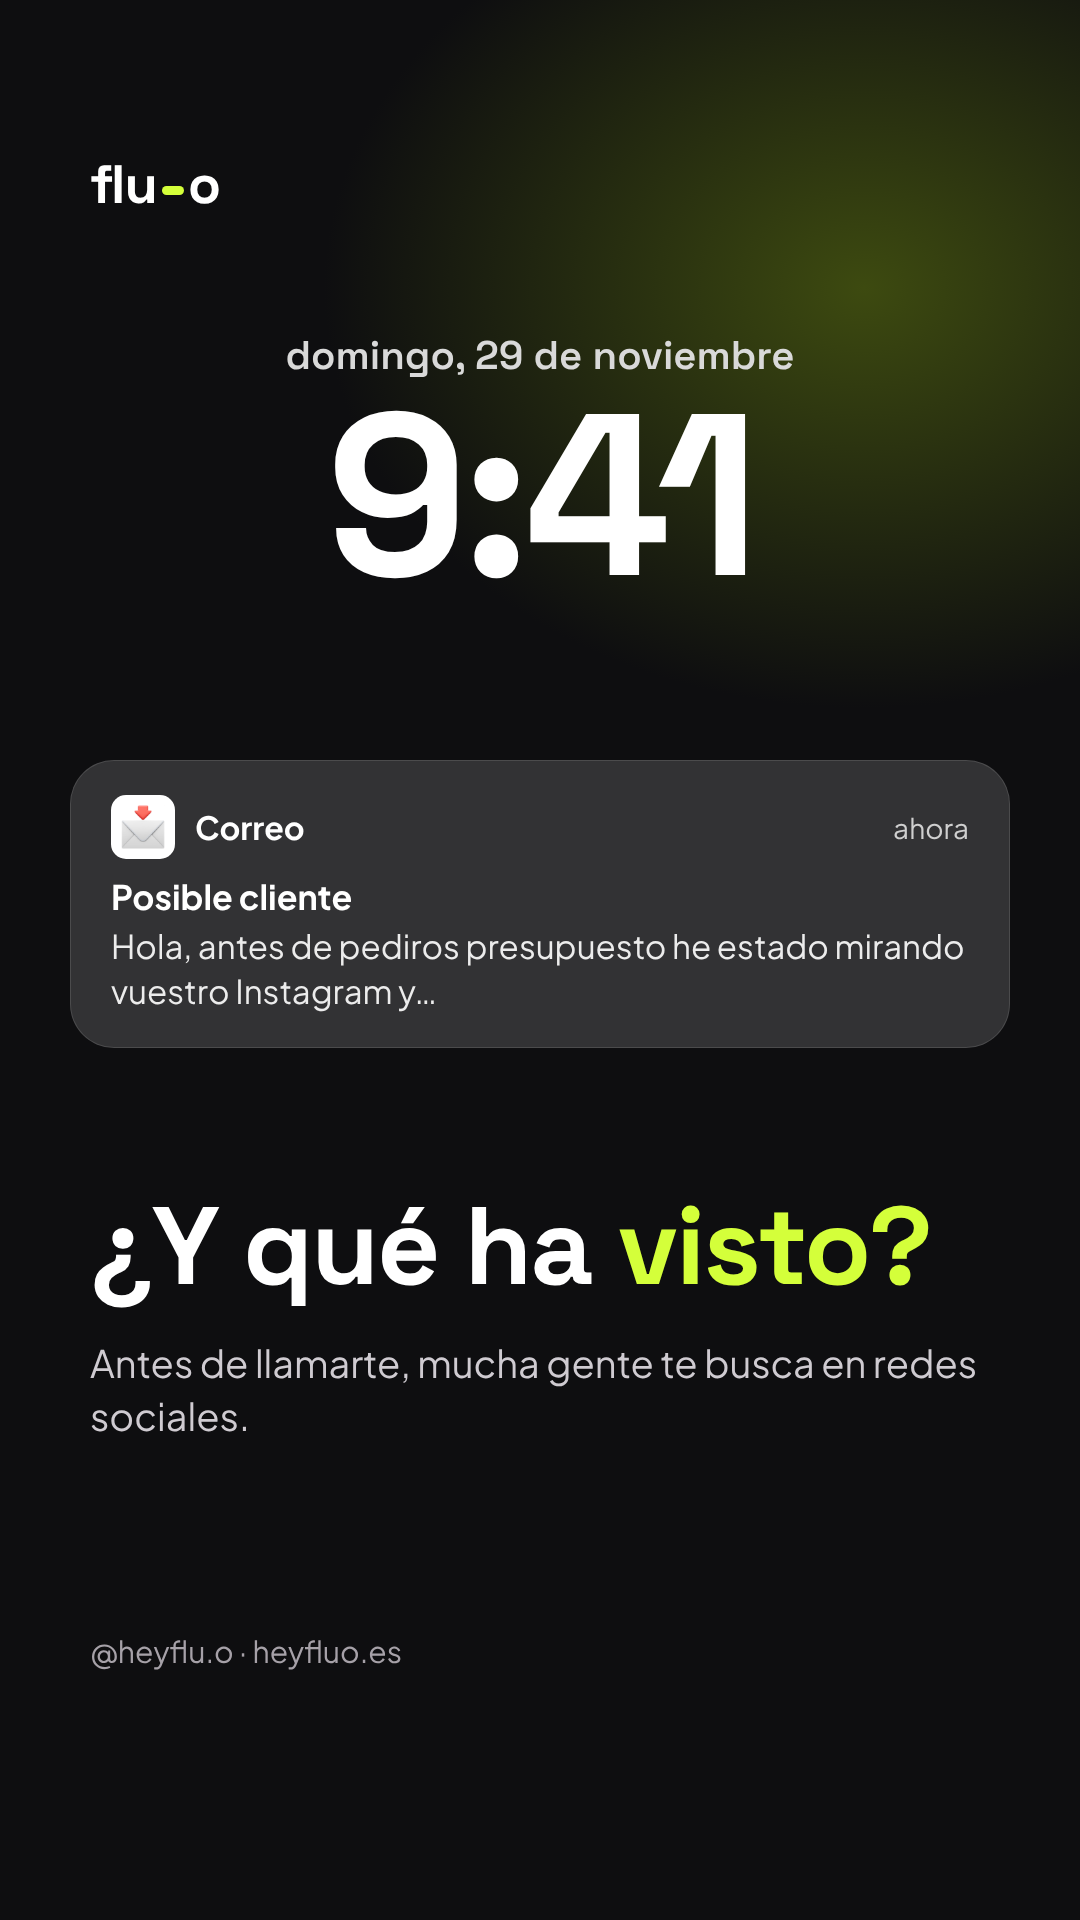 flu-o
domingo, 29 de noviembre
9:41
Correo
ahora
Posible cliente
Hola, antes de pediros presupuesto he estado mirando
vuestro Instagram y...
¿Y qué ha visto?
Antes de llamarte, mucha gente te busca en redes
sociales.
@heyflu.o · heyfluo.es